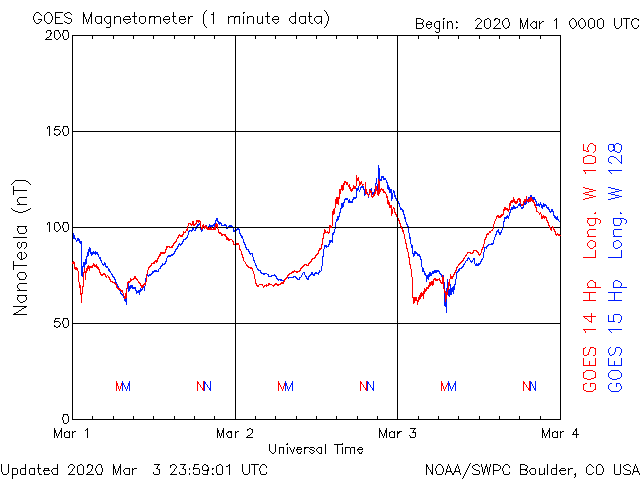 GOES Magnetometer (1 minute data)
Begin: 2020 Mar 1 0000 UTC
200
150
100
50
0
NanoTesla (nT)
M M N N M M N N M M N N
Mar 1 Mar 2 Mar 3 Mar 4
Universal Time
GOES 14 Hp Long. W 105
GOES 15 Hp Long. W 128
Updated 2020 Mar 3 23:59:01 UTC
NOAA/SWPC Boulder, CO USA